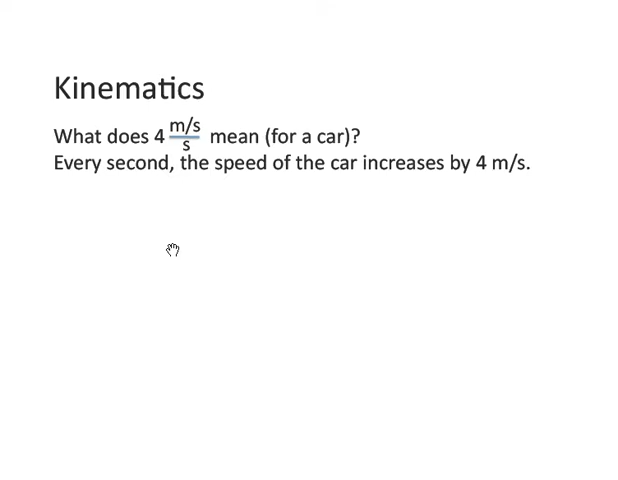 Kinematics
What does 4 m/s/s mean (for a car)?
Every second, the speed of the car increases by 4 m/s.